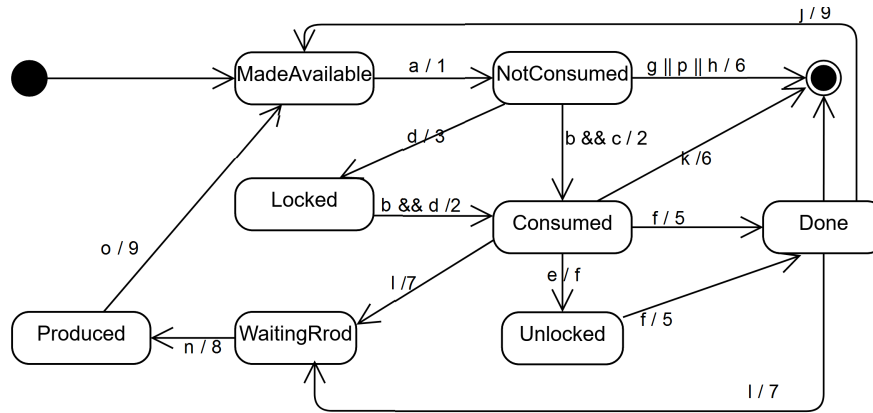 j / 9
MadeAvailable
a / 1
NotConsumed
g || p || h / 6
d / 3
b && c / 2
k /6
Locked
b && d /2
Consumed
f / 5
Done
o / 9
l /7
e / f
Produced
n / 8
WaitingRrod
Unlocked
f / 5
l / 7